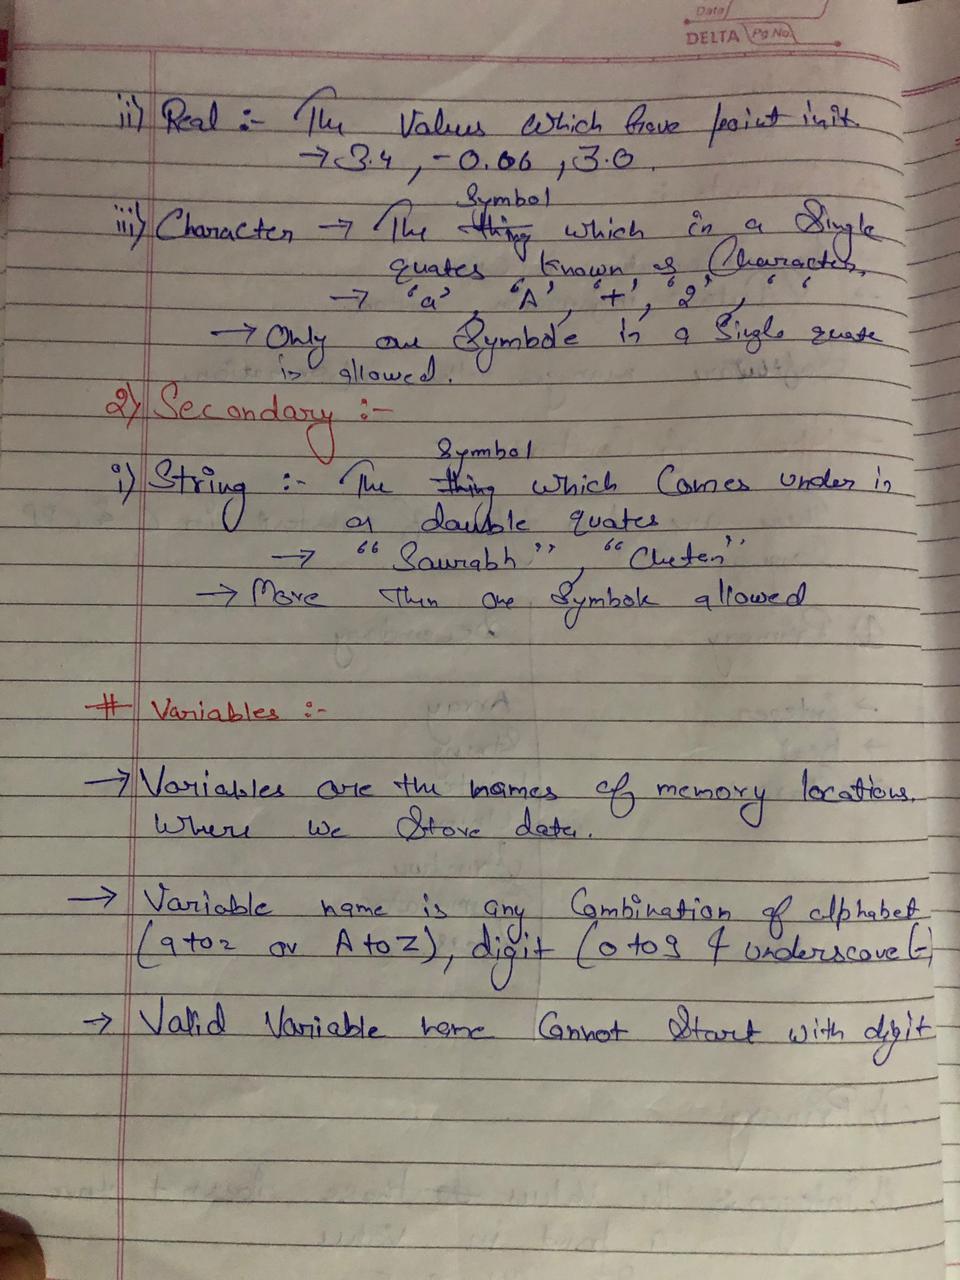 Date
DELTA Pg No.
ii) Real :- The Values which have point in it.
→ 3.4, -0.06, 3.0
Symbol
iii) Character → The thing which in a Single
quates known as Character.
→ 'a', 'A', '+', '2', ' '
→ Only one Symbole in a Single quate
is allowed.
2) Secondary :-
Symbol
i) String :- The thing which Comes under in
a double quates
→ "Saurabh", "Cheten"
→ More then one Symbole allowed
# Variables :-
→ Variables are the names of memory locations.
where we Store data.
→ Variable name is any Combination of alphabet
(a to z or A to Z), digit (0 to 9 & underscore (-)
→ Valid Variable name Cannot Start with digit